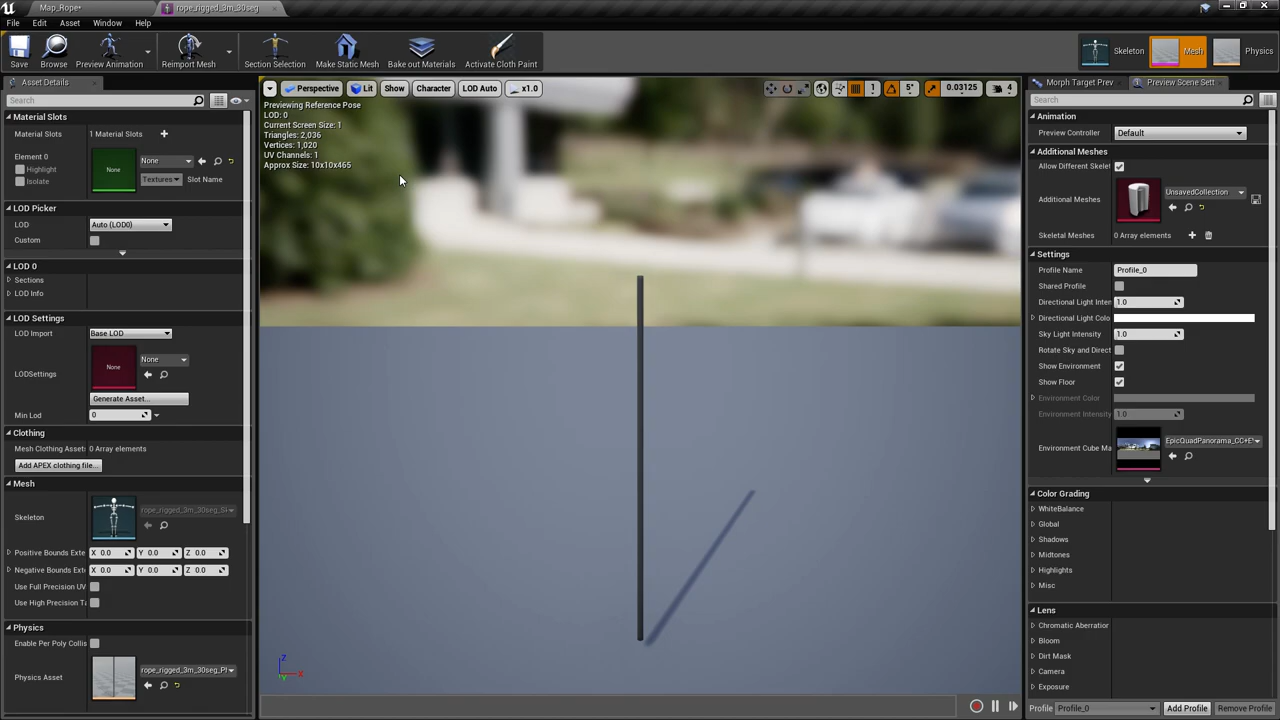 Map_Rope*
rope_rigged_3m_30seg
File Edit Asset Window Help
Save Browse Preview Animation Reimport Mesh Section Selection Make Static Mesh Bake out Materials Activate Cloth Paint
Skeleton Mesh Physics
Asset Details
Search
Material Slots
Material Slots 1 Material Slots
Element 0
Highlight
Isolate
None
None
Textures
Slot Name
LOD Picker
LOD Auto (LOD0)
Custom
LOD 0
Sections
LOD Info
LOD Settings
LOD Import Base LOD
LODSettings
None
None
Generate Asset...
Min Lod 0
Clothing
Mesh Clothing Asset 0 Array elements
Add APEX clothing file...
Mesh
Skeleton rope_rigged_3m_30seg_Sk
Positive Bounds Exte X 0.0 Y 0.0 Z 0.0
Negative Bounds Exte X 0.0 Y 0.0 Z 0.0
Use Full Precision UV
Use High Precision Ta
Physics
Enable Per Poly Collis
Physics Asset rope_rigged_3m_30seg_Ph
Perspective Lit Show Character LOD Auto x1.0
1 5° 0.03125 4
Previewing Reference Pose
LOD: 0
Current Screen Size: 1
Triangles: 2,036
Vertices: 1,020
UV Channels: 1
Approx Size: 10x10x465
Z
X
Y
Morph Target Prev Preview Scene Sett
Search
Animation
Preview Controller Default
Additional Meshes
Allow Different Skelet
Additional Meshes UnsavedCollection
Skeletal Meshes 0 Array elements
Settings
Profile Name Profile_0
Shared Profile
Directional Light Inten 1.0
Directional Light Colo
Sky Light Intensity 1.0
Rotate Sky and Direct
Show Environment
Show Floor
Environment Color
Environment Intensity 1.0
Environment Cube Ma EpicQuadPanorama_CC+E
Color Grading
WhiteBalance
Global
Shadows
Midtones
Highlights
Misc
Lens
Chromatic Aberration
Bloom
Dirt Mask
Camera
Exposure
Profile Profile_0 Add Profile Remove Profile